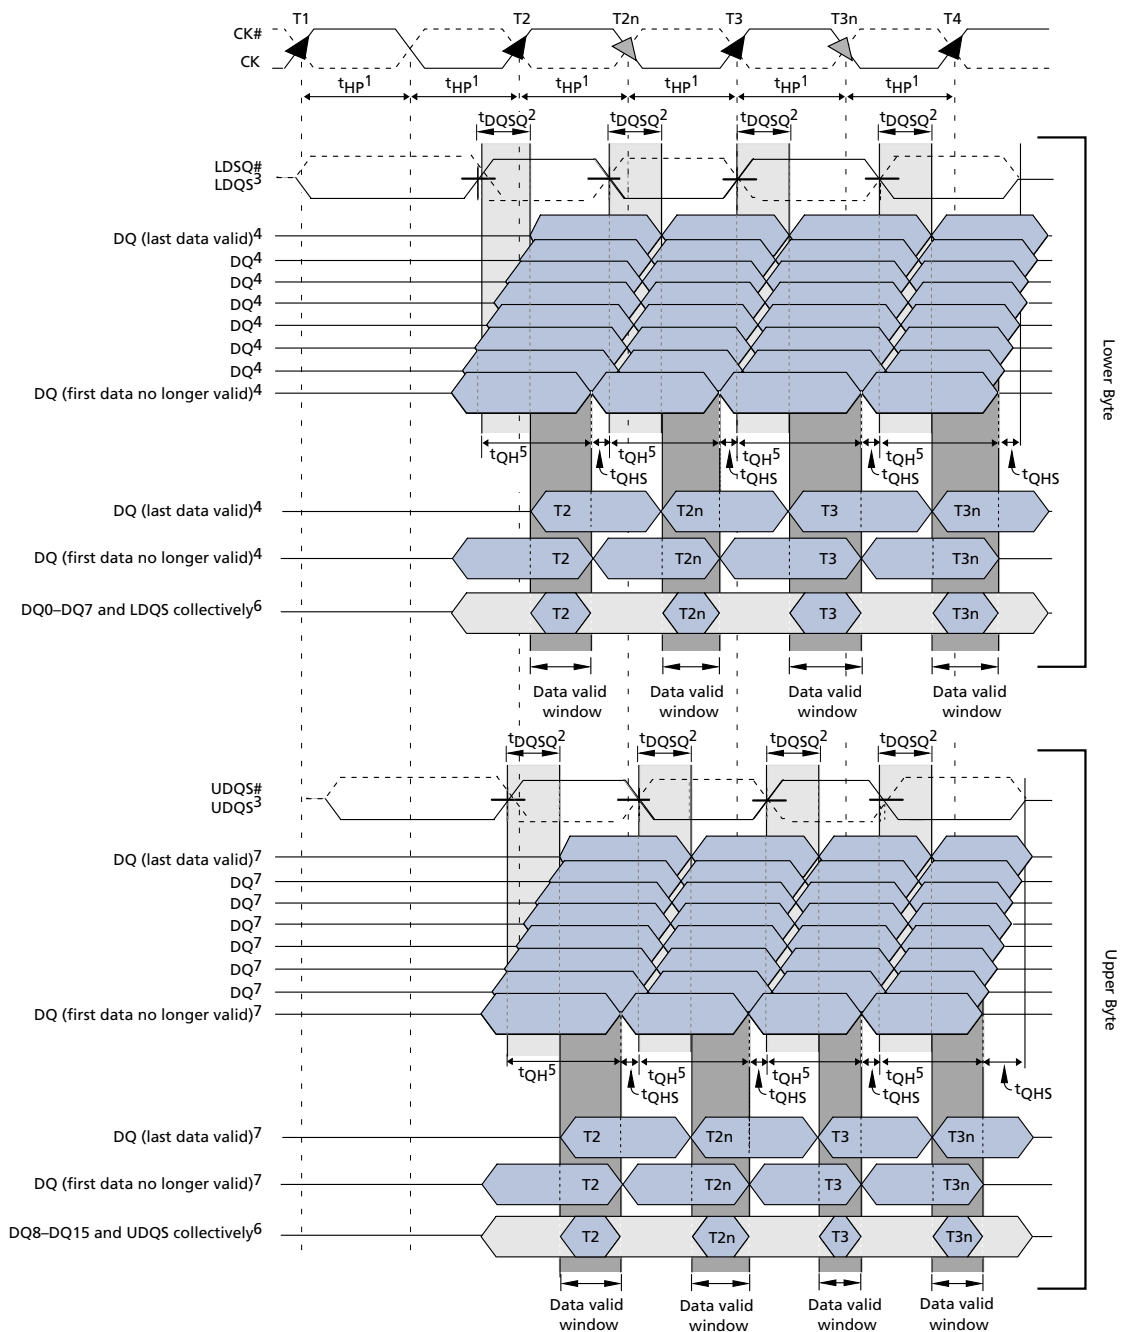 T1 T2 T2n T3 T3n T4
CK#
CK
tHP1 tHP1 tHP1 tHP1 tHP1 tHP1
tDQSQ2 tDQSQ2 tDQSQ2 tDQSQ2
LDSQ#
LDQS3
DQ (last data valid)4
DQ4
DQ4
DQ4
DQ4
DQ4
DQ4
DQ (first data no longer valid)4
Lower Byte
tQH5 tQH5 tQH5 tQH5
tQHS tQHS tQHS tQHS
DQ (last data valid)4 T2 T2n T3 T3n
DQ (first data no longer valid)4 T2 T2n T3 T3n
DQ0–DQ7 and LDQS collectively6 T2 T2n T3 T3n
Data valid window Data valid window Data valid window Data valid window
tDQSQ2 tDQSQ2 tDQSQ2 tDQSQ2
UDQS#
UDQS3
DQ (last data valid)7
DQ7
DQ7
DQ7
DQ7
DQ7
DQ7
DQ (first data no longer valid)7
Upper Byte
tQH5 tQH5 tQH5 tQH5
tQHS tQHS tQHS tQHS
DQ (last data valid)7 T2 T2n T3 T3n
DQ (first data no longer valid)7 T2 T2n T3 T3n
DQ8–DQ15 and UDQS collectively6 T2 T2n T3 T3n
Data valid window Data valid window Data valid window Data valid window